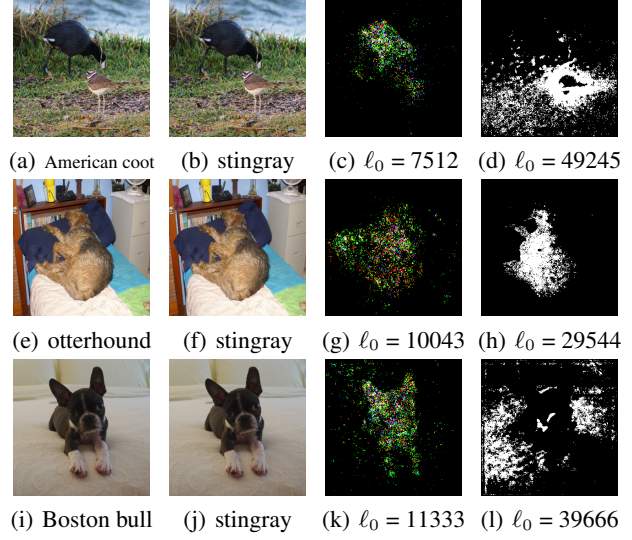 (a) American coot (b) stingray (c) ℓ₀ = 7512 (d) ℓ₀ = 49245
(e) otterhound (f) stingray (g) ℓ₀ = 10043 (h) ℓ₀ = 29544
(i) Boston bull (j) stingray (k) ℓ₀ = 11333 (l) ℓ₀ = 39666